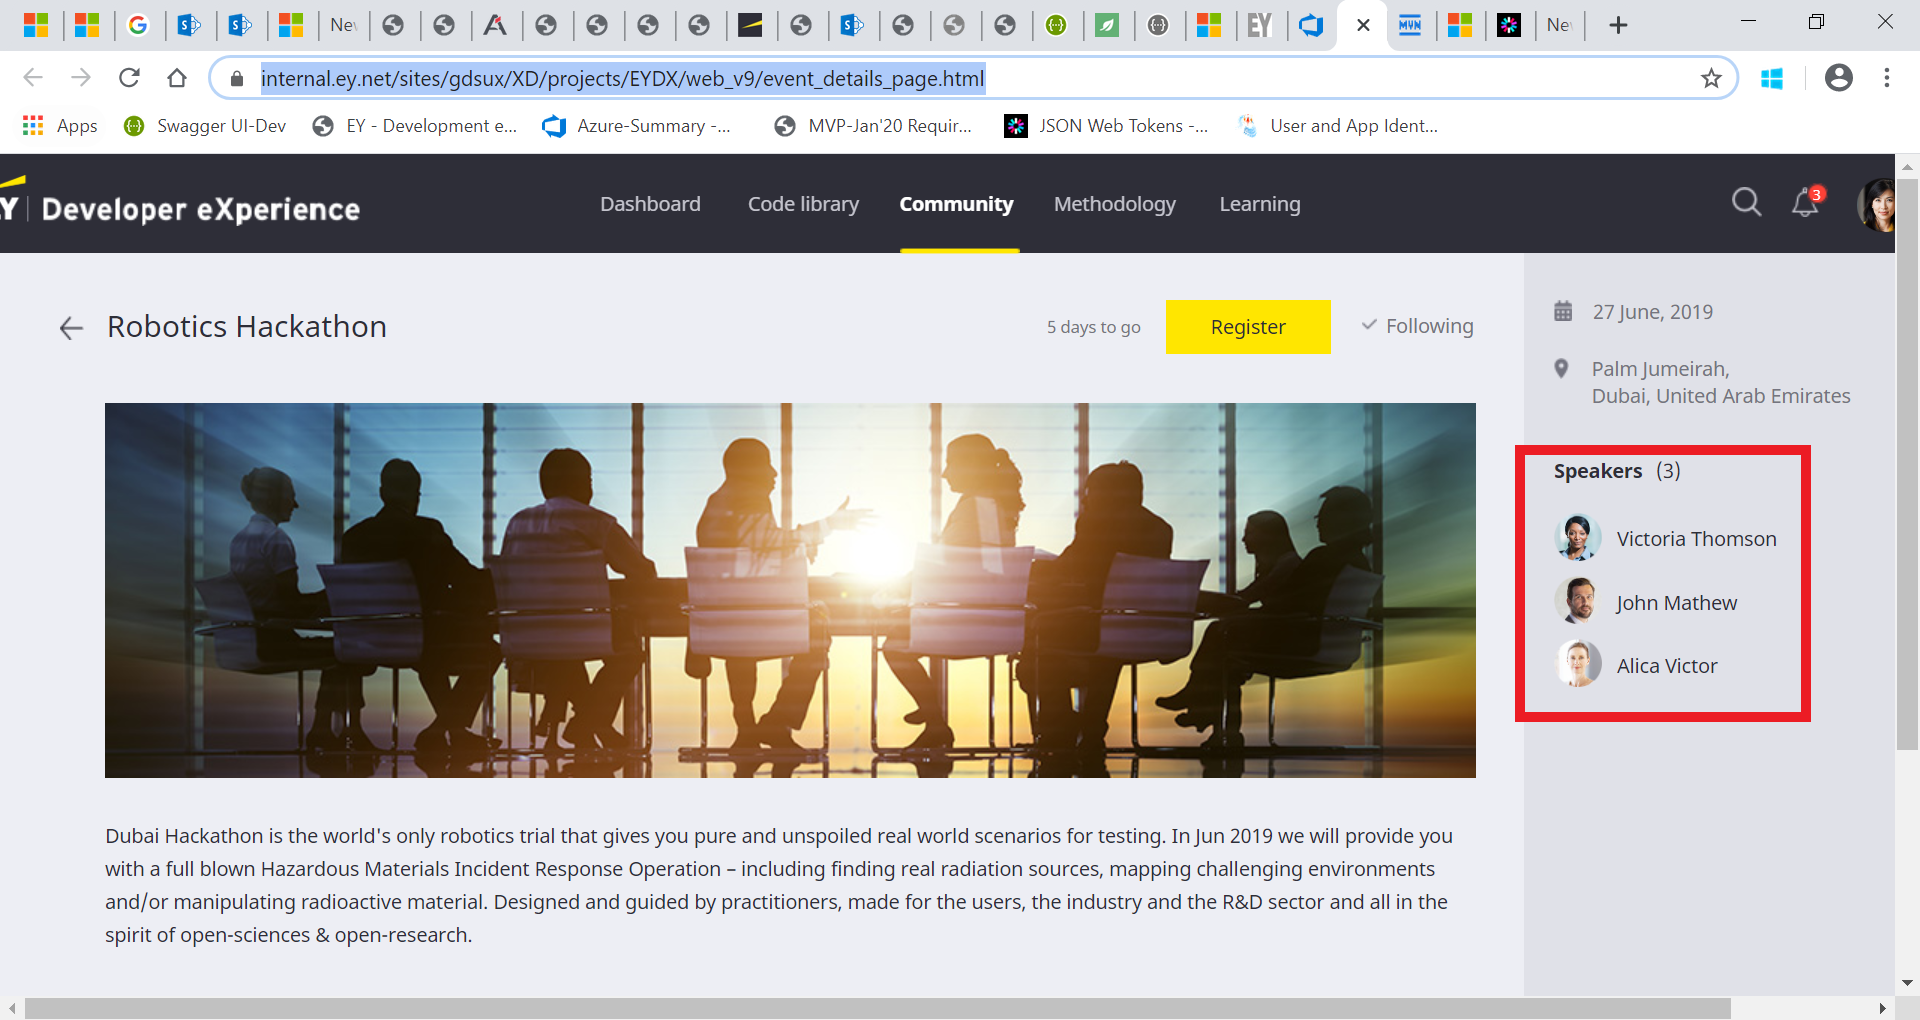 Nev
EY
MVN
Nev
internal.ey.net/sites/gdsux/XD/projects/EYDX/web_v9/event_details_page.html
Apps
Swagger UI-Dev
EY - Development e...
Azure-Summary -...
MVP-Jan'20 Requir...
JSON Web Tokens -...
User and App Ident...
Y | Developer eXperience
Dashboard
Code library
Community
Methodology
Learning
3
Robotics Hackathon
5 days to go
Register
Following
27 June, 2019
Palm Jumeirah,
Dubai, United Arab Emirates
Speakers (3)
Victoria Thomson
John Mathew
Alica Victor
Dubai Hackathon is the world's only robotics trial that gives you pure and unspoiled real world scenarios for testing. In Jun 2019 we will provide you
with a full blown Hazardous Materials Incident Response Operation – including finding real radiation sources, mapping challenging environments
and/or manipulating radioactive material. Designed and guided by practitioners, made for the users, the industry and the R&D sector and all in the
spirit of open-sciences & open-research.